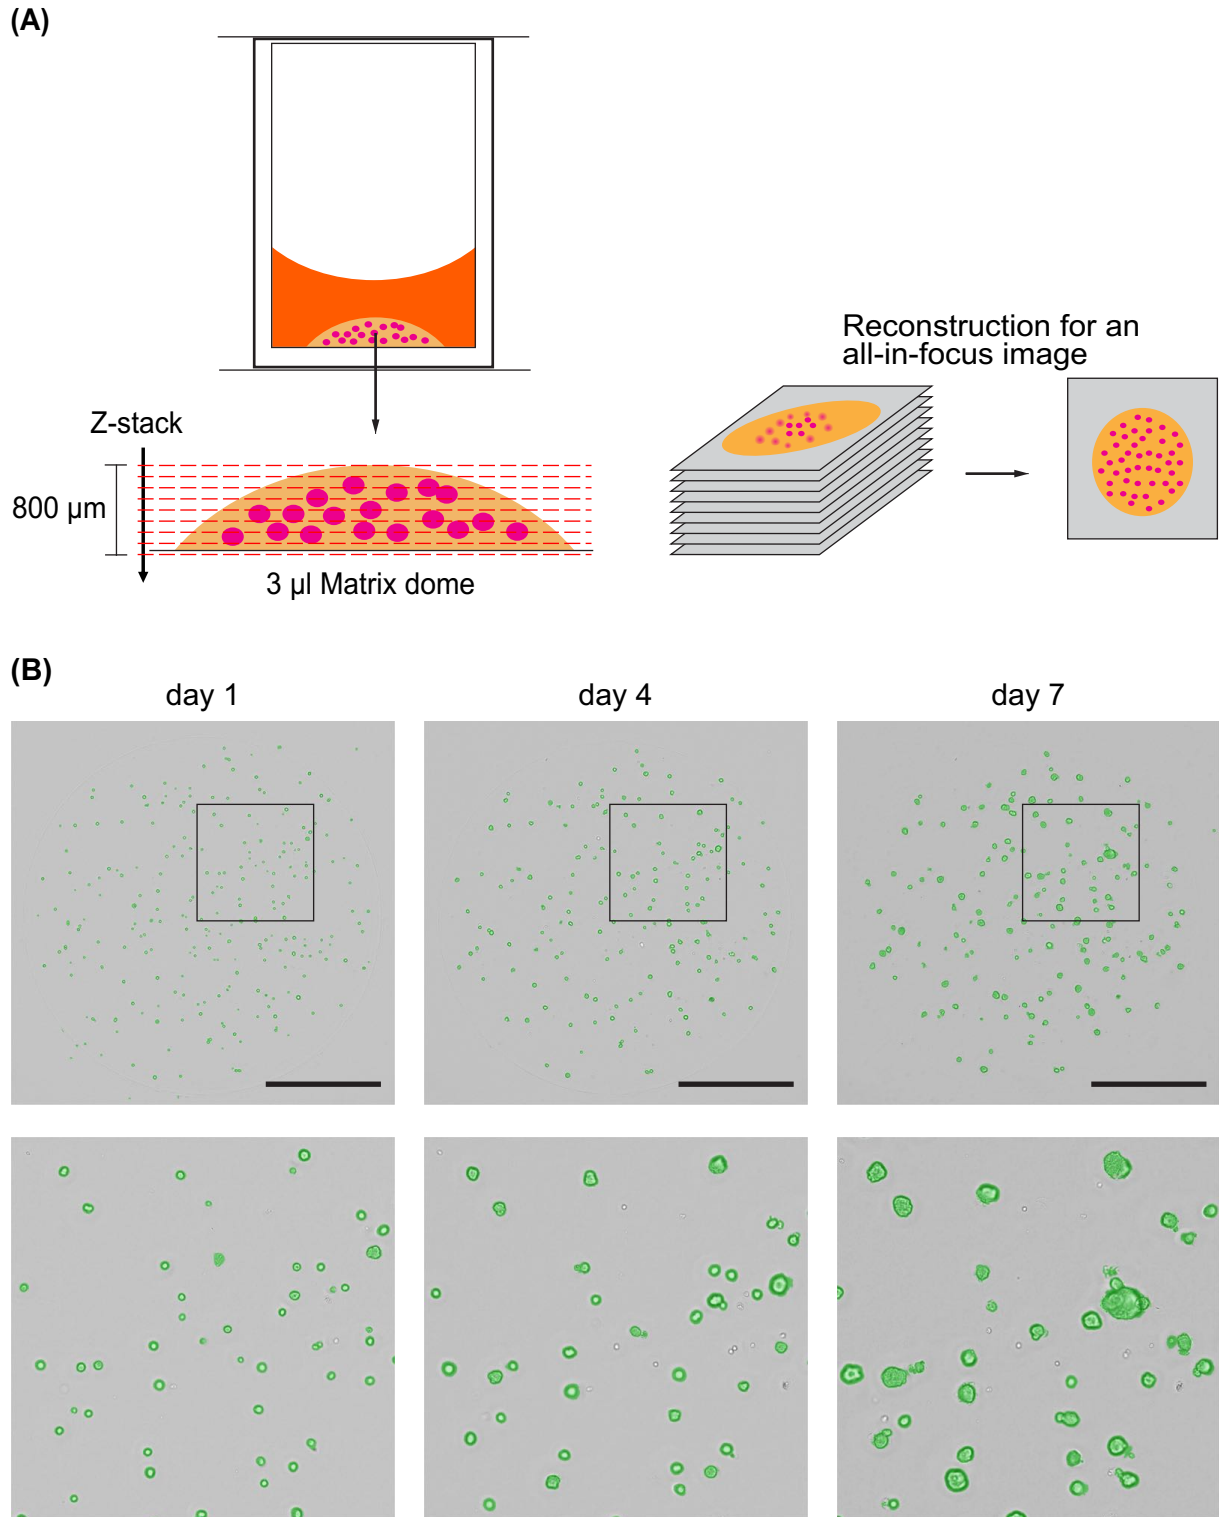 (A)
Reconstruction for an
all-in-focus image
Z-stack
800 µm
3 µl Matrix dome
(B)
day 1
day 4
day 7